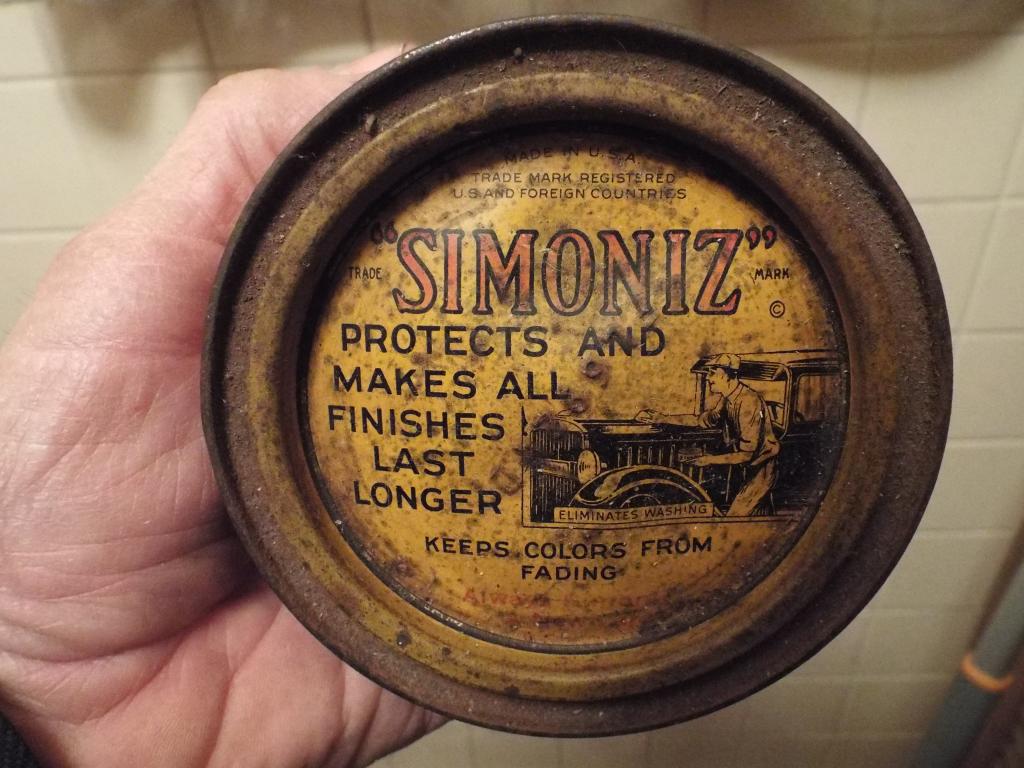 MADE IN U.S.A.
TRADE MARK REGISTERED
U.S. AND FOREIGN COUNTRIES
"SIMONIZ"
TRADE MARK
©
PROTECTS AND
MAKES ALL
FINISHES
LAST
LONGER
ELIMINATES WASHING
KEEPS COLORS FROM
FADING
Always